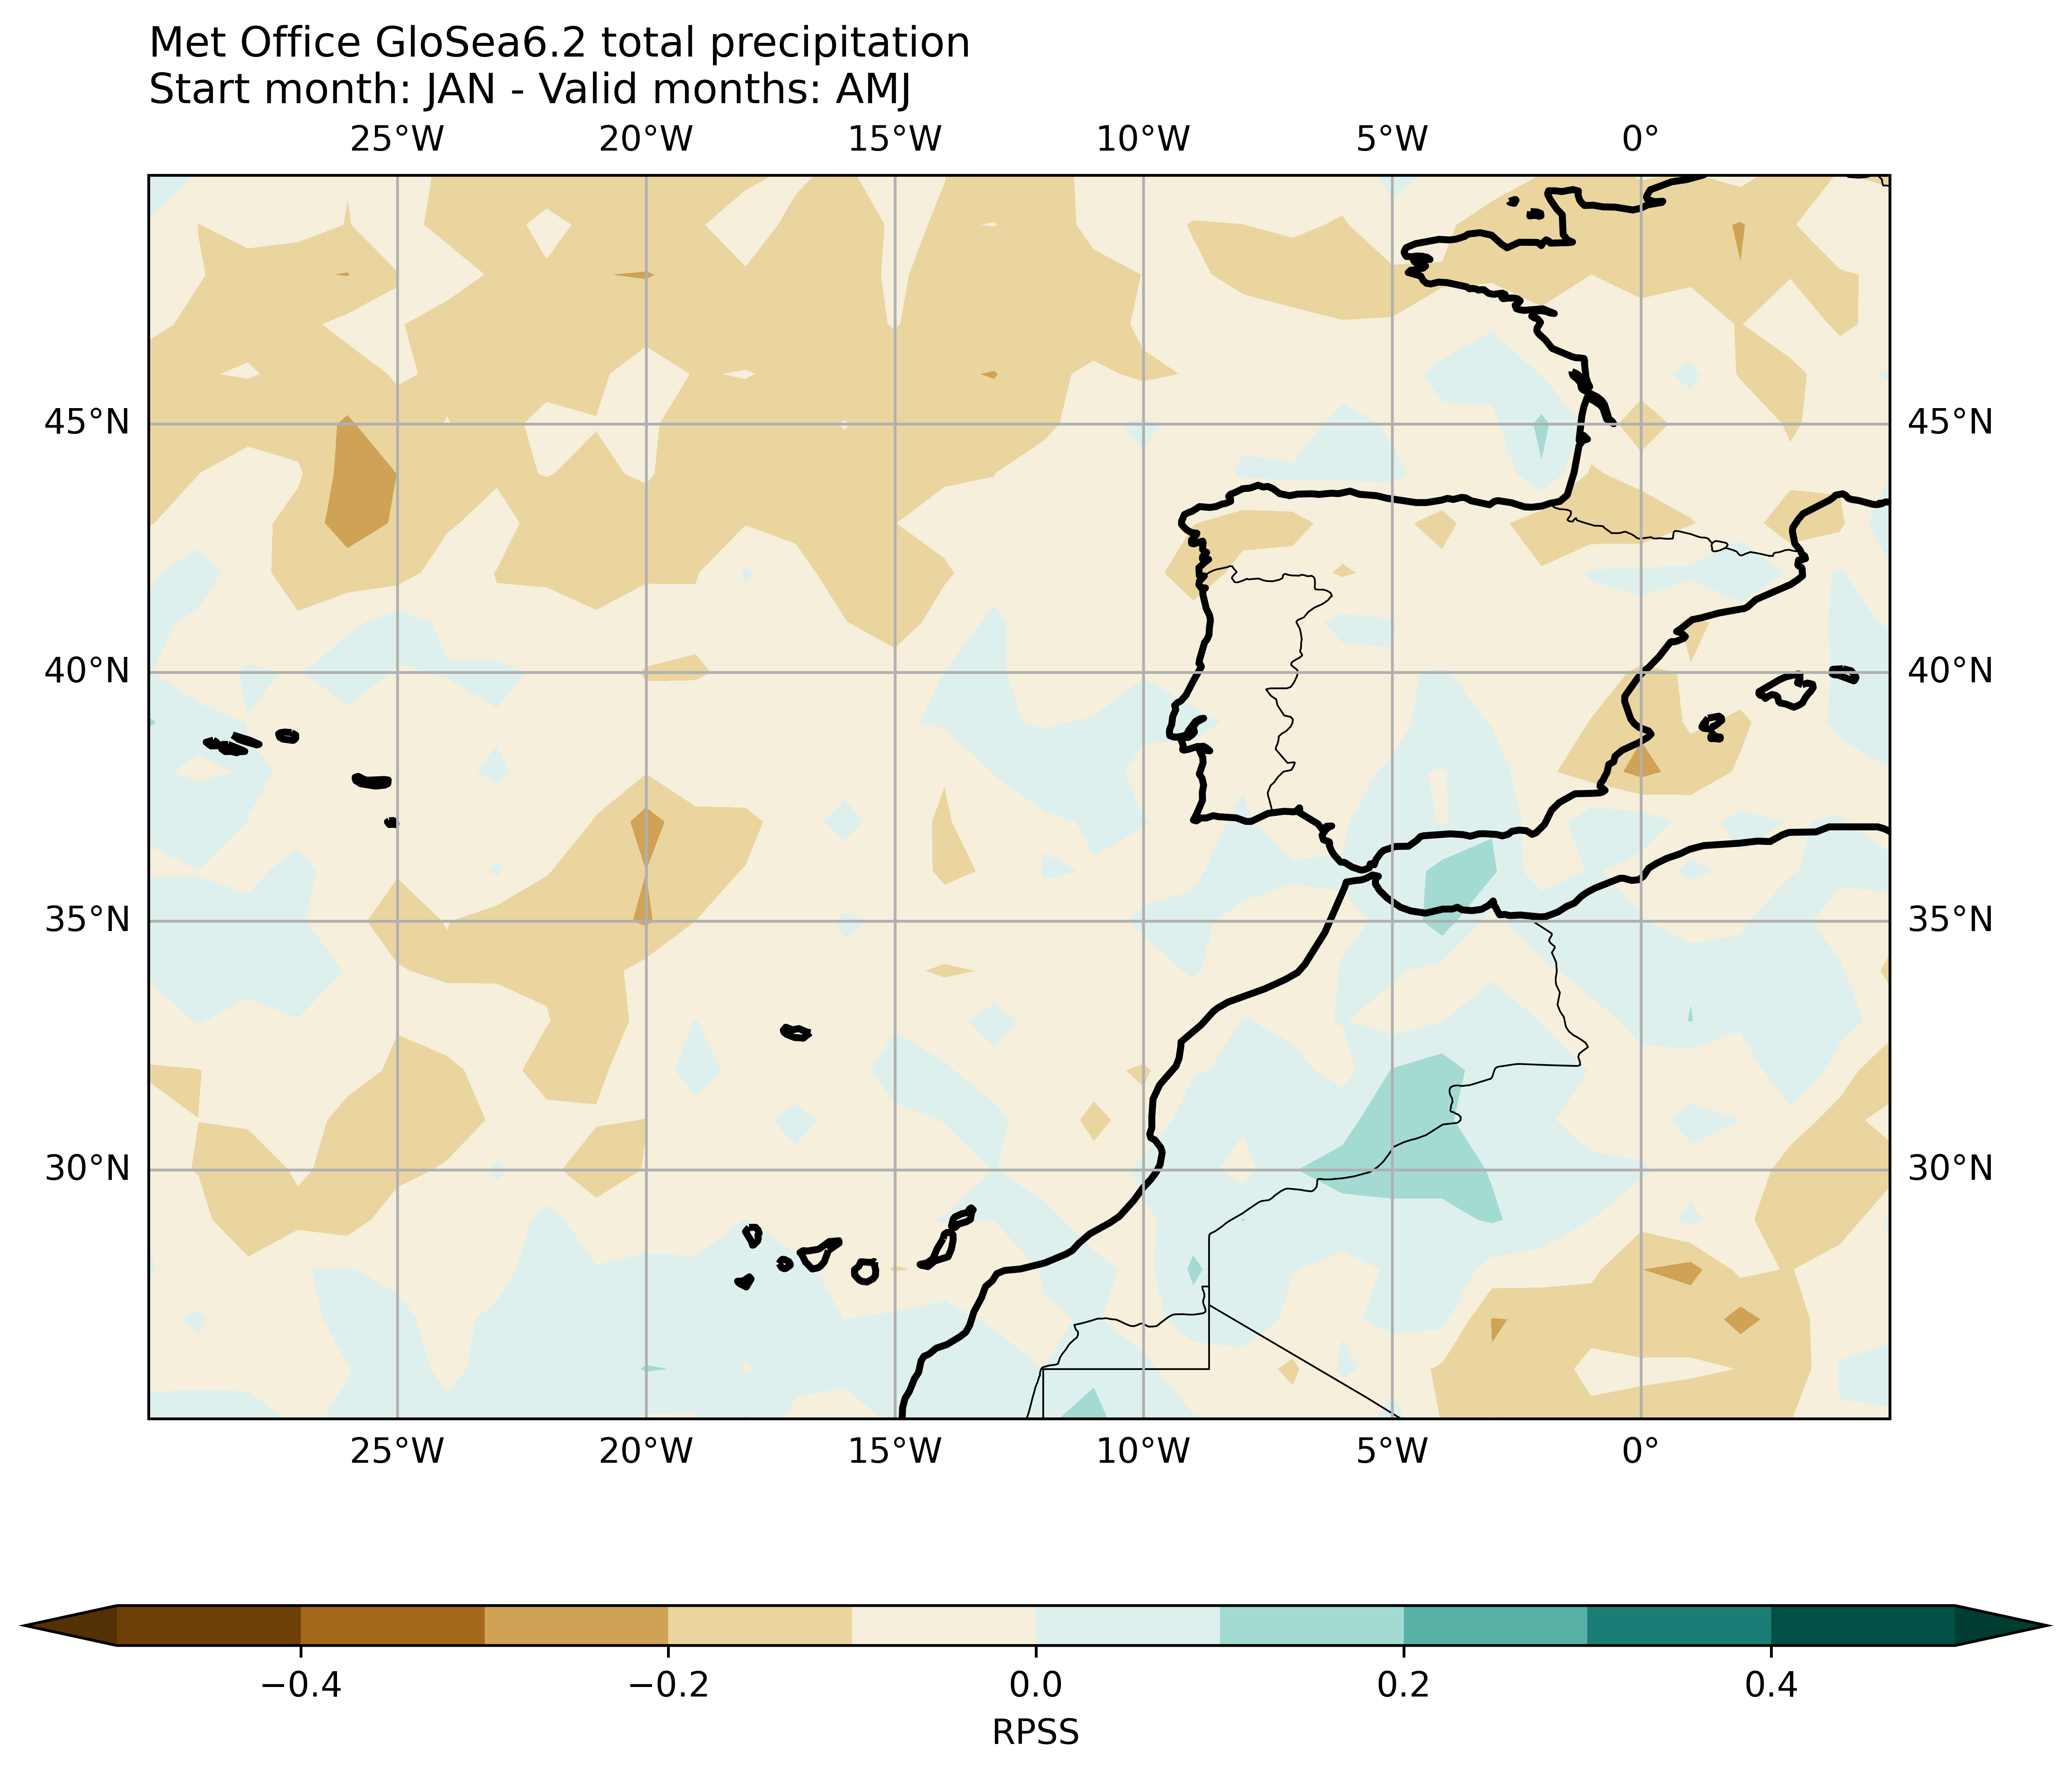 Met Office GloSea6.2 total precipitation
Start month: JAN - Valid months: AMJ
25°W 20°W 15°W 10°W 5°W 0°
45°N 45°N
40°N 40°N
35°N 35°N
30°N 30°N
25°W 20°W 15°W 10°W 5°W 0°
−0.4 −0.2 0.0 0.2 0.4
RPSS